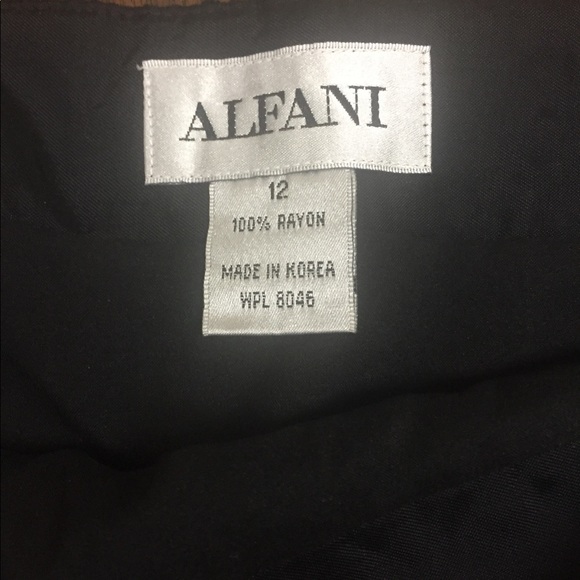 ALFANI
12
100% RAYON
MADE IN KOREA
WPL 8046